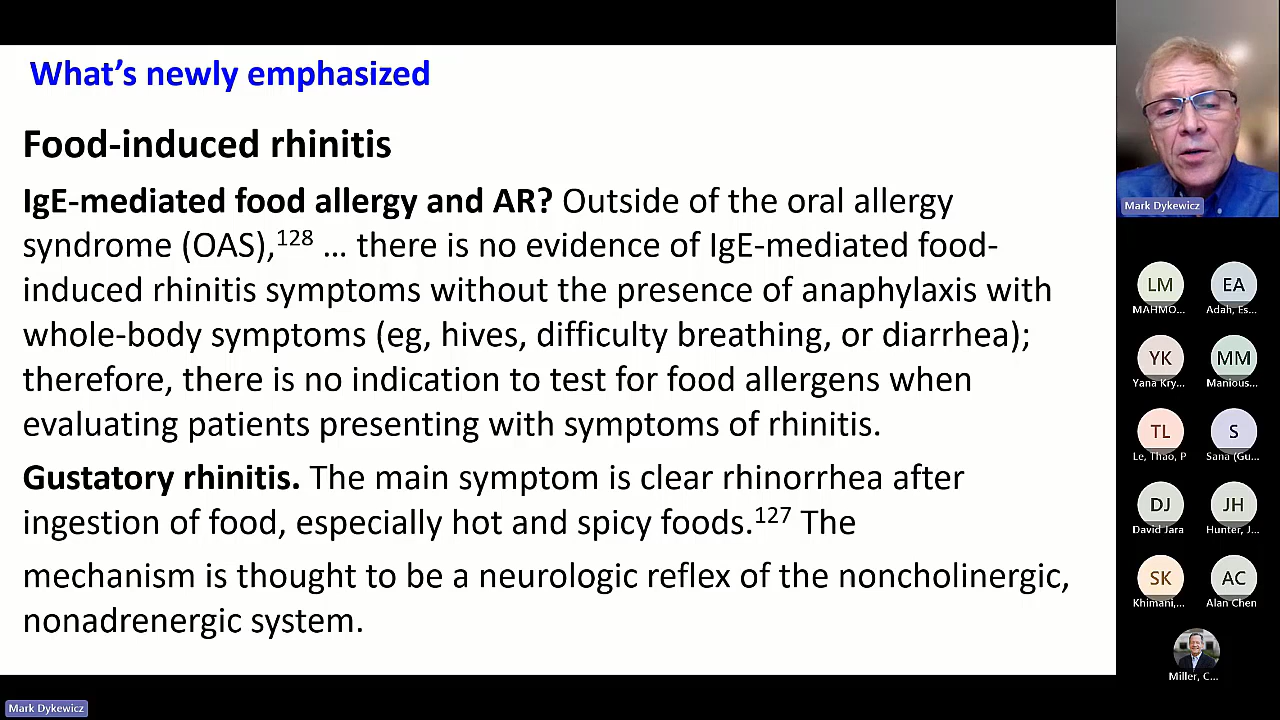 What's newly emphasized
Food-induced rhinitis
IgE-mediated food allergy and AR? Outside of the oral allergy
syndrome (OAS),128 … there is no evidence of IgE-mediated food-
induced rhinitis symptoms without the presence of anaphylaxis with
whole-body symptoms (eg, hives, difficulty breathing, or diarrhea);
therefore, there is no indication to test for food allergens when
evaluating patients presenting with symptoms of rhinitis.
Gustatory rhinitis. The main symptom is clear rhinorrhea after
ingestion of food, especially hot and spicy foods.127 The
mechanism is thought to be a neurologic reflex of the noncholinergic,
nonadrenergic system.
Mark Dykewicz
LM
EA
MAHMO...
Adah, Es...
YK
MM
Yana Kry...
Manious...
TL
S
Le, Thao, P
Sana (Gu...
DJ
JH
David Jara
Hunter, J...
SK
AC
Khimani,...
Alan Chen
Miller, C...
Mark Dykewicz